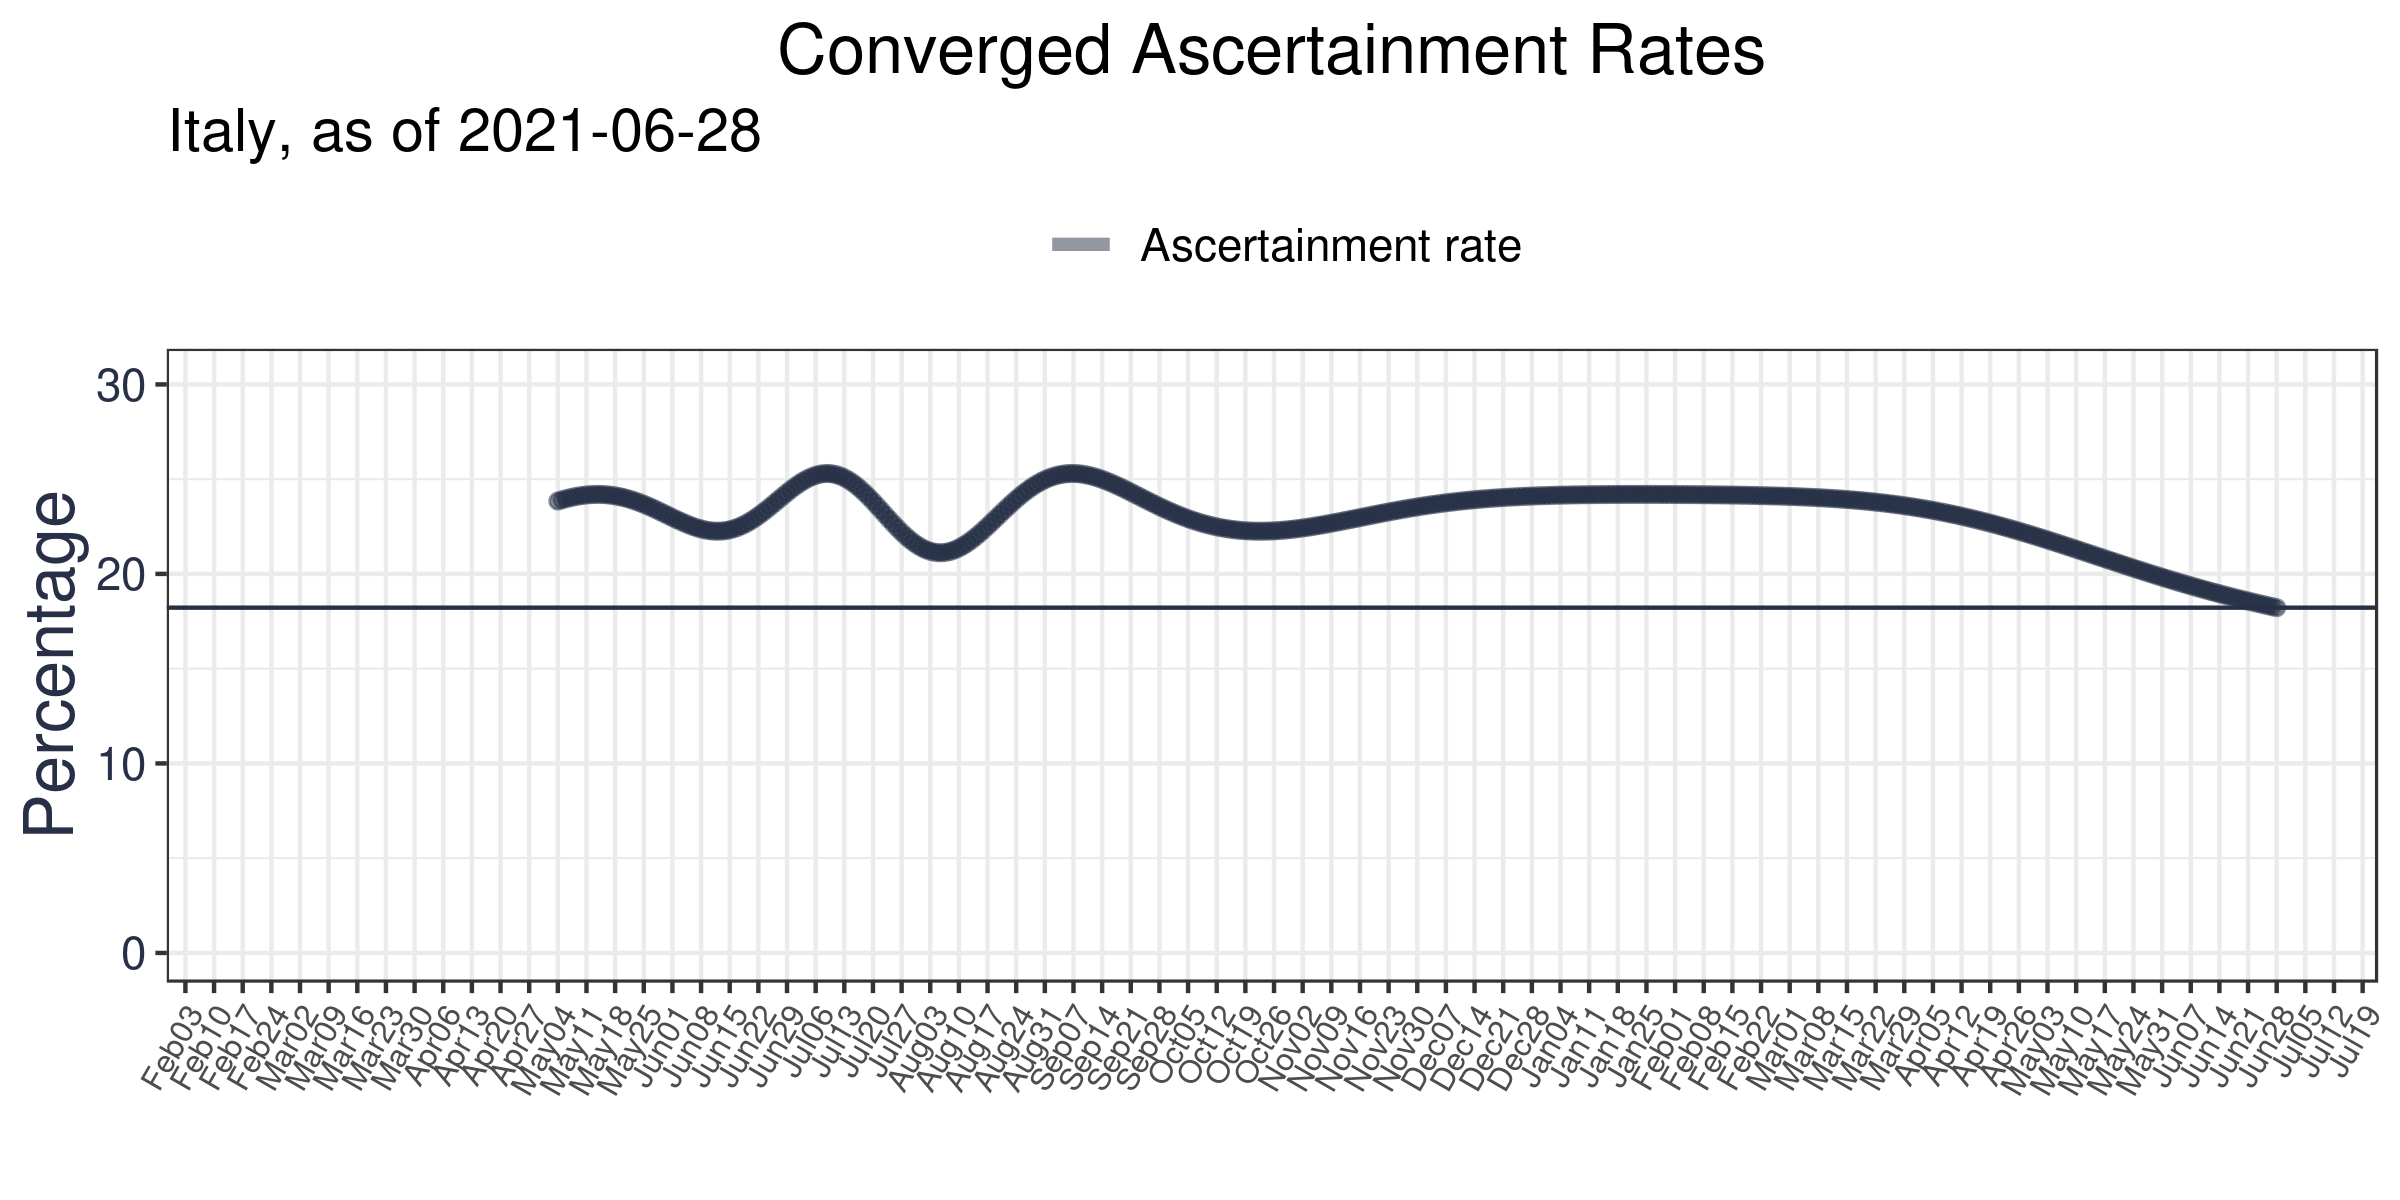 Converged Ascertainment Rates
Italy, as of 2021-06-28
Ascertainment rate
Percentage
30
20
10
0
Feb03
Feb10
Feb17
Feb24
Mar02
Mar09
Mar16
Mar23
Mar30
Apr06
Apr13
Apr20
Apr27
May04
May11
May18
May25
Jun01
Jun08
Jun15
Jun22
Jun29
Jul06
Jul13
Jul20
Jul27
Aug03
Aug10
Aug17
Aug24
Aug31
Sep07
Sep14
Sep21
Sep28
Oct05
Oct12
Oct19
Oct26
Nov02
Nov09
Nov16
Nov23
Nov30
Dec07
Dec14
Dec21
Dec28
Jan04
Jan11
Jan18
Jan25
Feb01
Feb08
Feb15
Feb22
Mar01
Mar08
Mar15
Mar22
Mar29
Apr05
Apr12
Apr19
Apr26
May03
May10
May17
May24
May31
Jun07
Jun14
Jun21
Jun28
Jul05
Jul12
Jul19